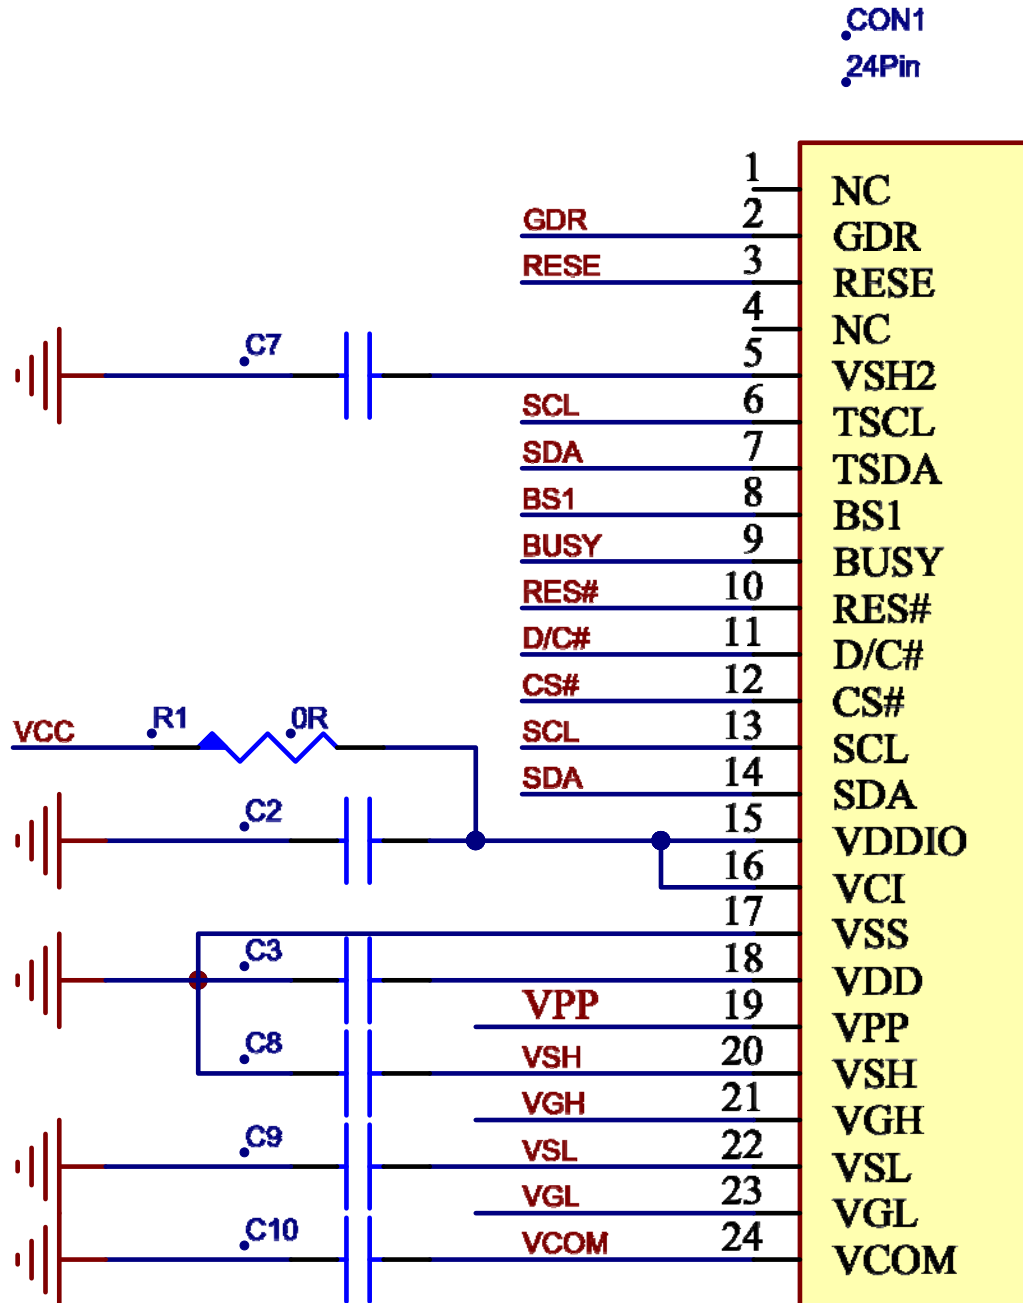 CON1
24Pin
1 NC
GDR 2 GDR
RESE 3 RESE
4 NC
C7 5 VSH2
SCL 6 TSCL
SDA 7 TSDA
BS1 8 BS1
BUSY 9 BUSY
RES# 10 RES#
D/C# 11 D/C#
CS# 12 CS#
VCC R1 0R SCL 13 SCL
SDA 14 SDA
C2 15 VDDIO
16 VCI
17 VSS
C3 18 VDD
VPP 19 VPP
C8 VSH 20 VSH
VGH 21 VGH
C9 VSL 22 VSL
VGL 23 VGL
C10 VCOM 24 VCOM